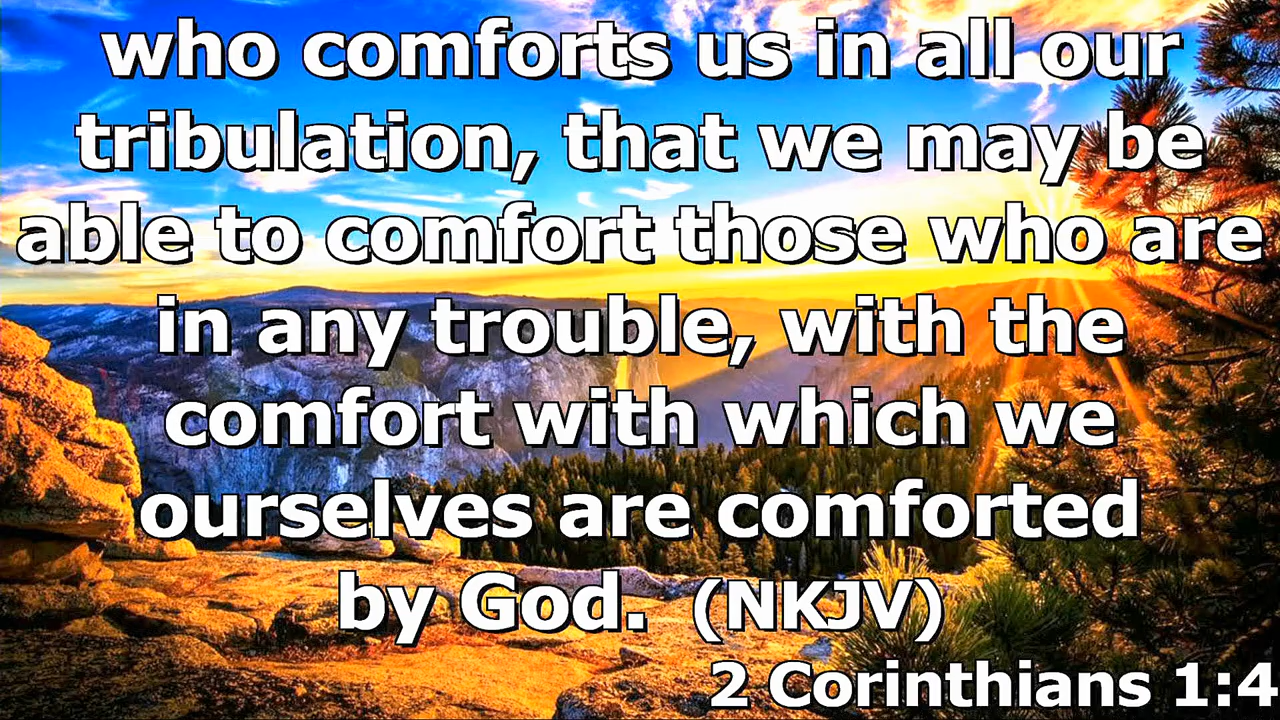 who comforts us in all our
tribulation, that we may be
able to comfort those who are
in any trouble, with the
comfort with which we
ourselves are comforted
by God. (NKJV)
2 Corinthians 1:4